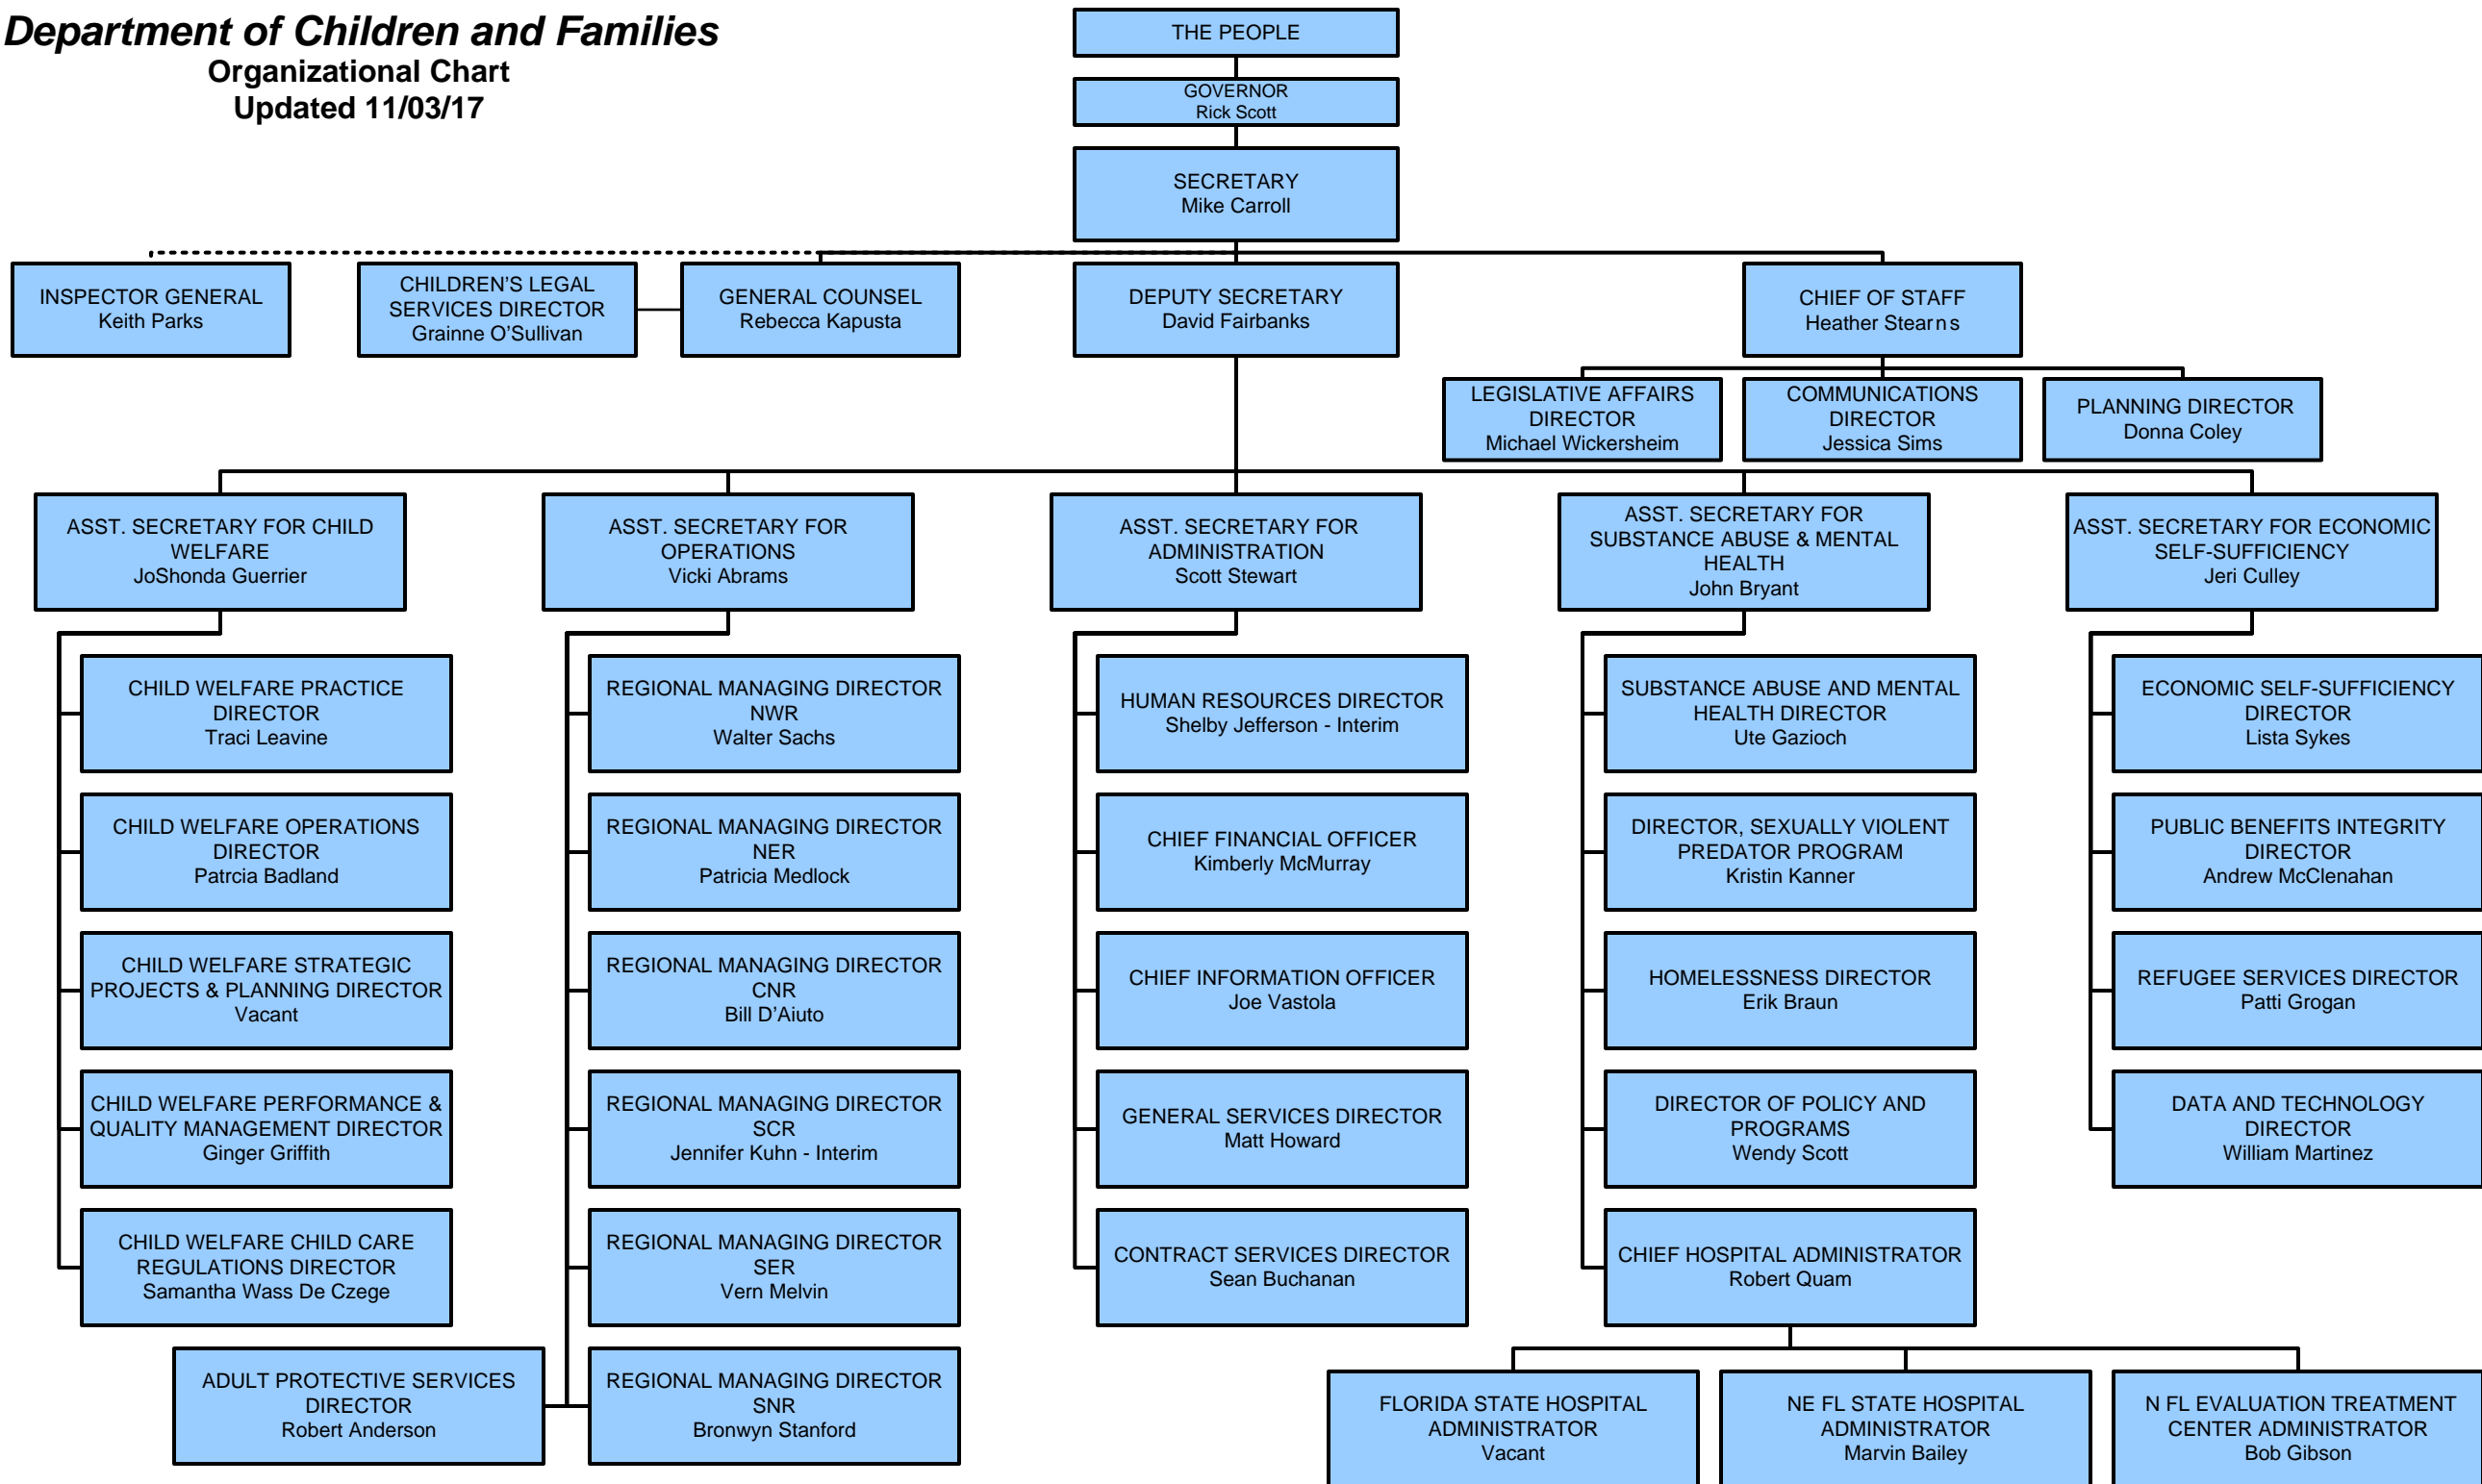 Department of Children and Families
Organizational Chart
Updated 11/03/17
THE PEOPLE
GOVERNOR
Rick Scott
SECRETARY
Mike Carroll
INSPECTOR GENERAL
Keith Parks
CHILDREN'S LEGAL
SERVICES DIRECTOR
Grainne O'Sullivan
GENERAL COUNSEL
Rebecca Kapusta
DEPUTY SECRETARY
David Fairbanks
CHIEF OF STAFF
Heather Stearns
LEGISLATIVE AFFAIRS
DIRECTOR
Michael Wickersheim
COMMUNICATIONS
DIRECTOR
Jessica Sims
PLANNING DIRECTOR
Donna Coley
ASST. SECRETARY FOR CHILD
WELFARE
JoShonda Guerrier
ASST. SECRETARY FOR
OPERATIONS
Vicki Abrams
ASST. SECRETARY FOR
ADMINISTRATION
Scott Stewart
ASST. SECRETARY FOR
SUBSTANCE ABUSE & MENTAL
HEALTH
John Bryant
ASST. SECRETARY FOR ECONOMIC
SELF-SUFFICIENCY
Jeri Culley
CHILD WELFARE PRACTICE
DIRECTOR
Traci Leavine
CHILD WELFARE OPERATIONS
DIRECTOR
Patrcia Badland
CHILD WELFARE STRATEGIC
PROJECTS & PLANNING DIRECTOR
Vacant
CHILD WELFARE PERFORMANCE &
QUALITY MANAGEMENT DIRECTOR
Ginger Griffith
CHILD WELFARE CHILD CARE
REGULATIONS DIRECTOR
Samantha Wass De Czege
REGIONAL MANAGING DIRECTOR
NWR
Walter Sachs
REGIONAL MANAGING DIRECTOR
NER
Patricia Medlock
REGIONAL MANAGING DIRECTOR
CNR
Bill D'Aiuto
REGIONAL MANAGING DIRECTOR
SCR
Jennifer Kuhn - Interim
REGIONAL MANAGING DIRECTOR
SER
Vern Melvin
ADULT PROTECTIVE SERVICES
DIRECTOR
Robert Anderson
REGIONAL MANAGING DIRECTOR
SNR
Bronwyn Stanford
HUMAN RESOURCES DIRECTOR
Shelby Jefferson - Interim
CHIEF FINANCIAL OFFICER
Kimberly McMurray
CHIEF INFORMATION OFFICER
Joe Vastola
GENERAL SERVICES DIRECTOR
Matt Howard
CONTRACT SERVICES DIRECTOR
Sean Buchanan
SUBSTANCE ABUSE AND MENTAL
HEALTH DIRECTOR
Ute Gazioch
DIRECTOR, SEXUALLY VIOLENT
PREDATOR PROGRAM
Kristin Kanner
HOMELESSNESS DIRECTOR
Erik Braun
DIRECTOR OF POLICY AND
PROGRAMS
Wendy Scott
CHIEF HOSPITAL ADMINISTRATOR
Robert Quam
ECONOMIC SELF-SUFFICIENCY
DIRECTOR
Lista Sykes
PUBLIC BENEFITS INTEGRITY
DIRECTOR
Andrew McClenahan
REFUGEE SERVICES DIRECTOR
Patti Grogan
DATA AND TECHNOLOGY
DIRECTOR
William Martinez
FLORIDA STATE HOSPITAL
ADMINISTRATOR
Vacant
NE FL STATE HOSPITAL
ADMINISTRATOR
Marvin Bailey
N FL EVALUATION TREATMENT
CENTER ADMINISTRATOR
Bob Gibson